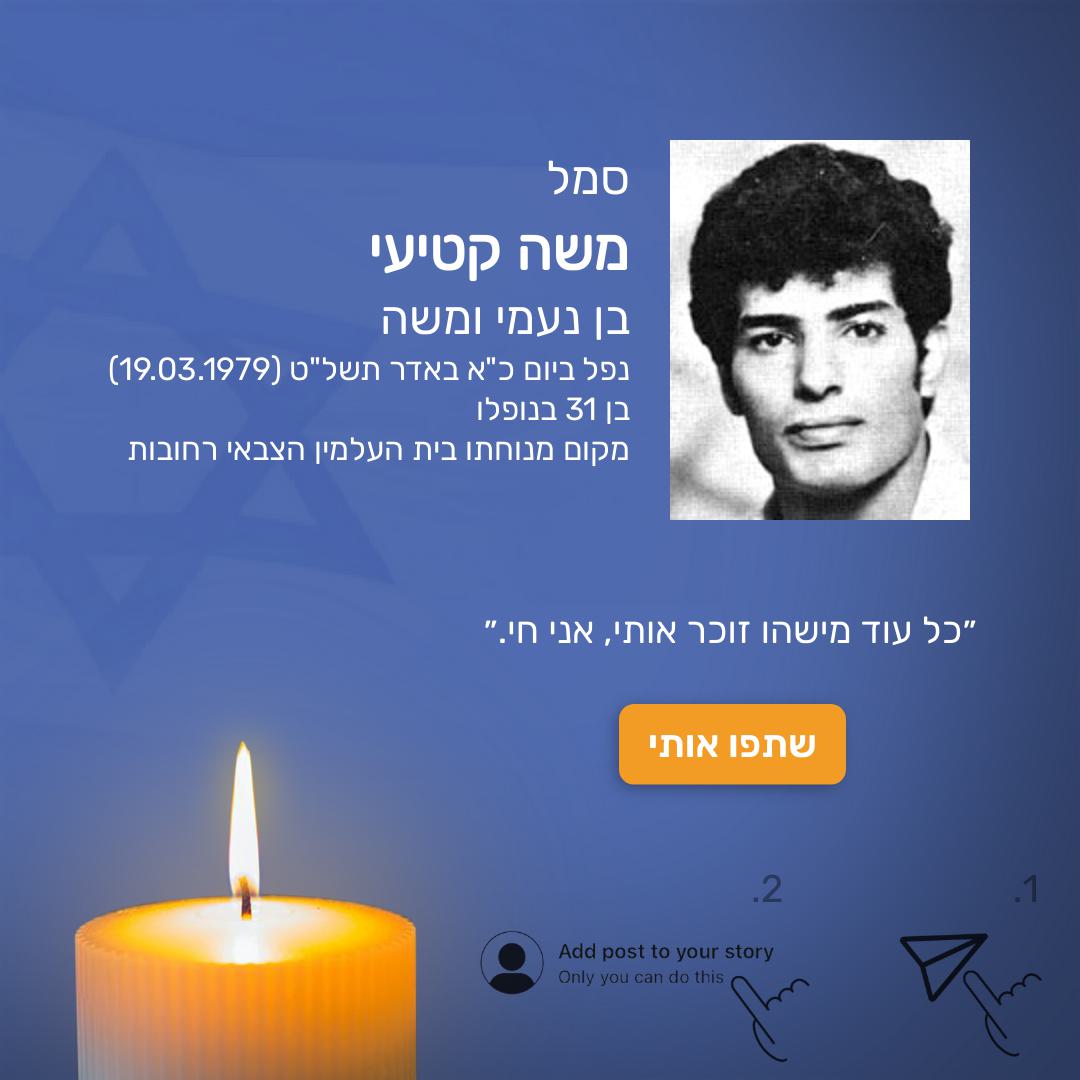 סמל
משה קטיעי
בן נעמי ומשה
נפל ביום כ"א באדר תשל"ט (19.03.1979)
בן 31 בנופלו
מקום מנוחתו בית העלמין הצבאי רחובות
״כל עוד מישהו זוכר אותי, אני חי.״
שתפו אותי
.1
.2
Add post to your story
Only you can do this